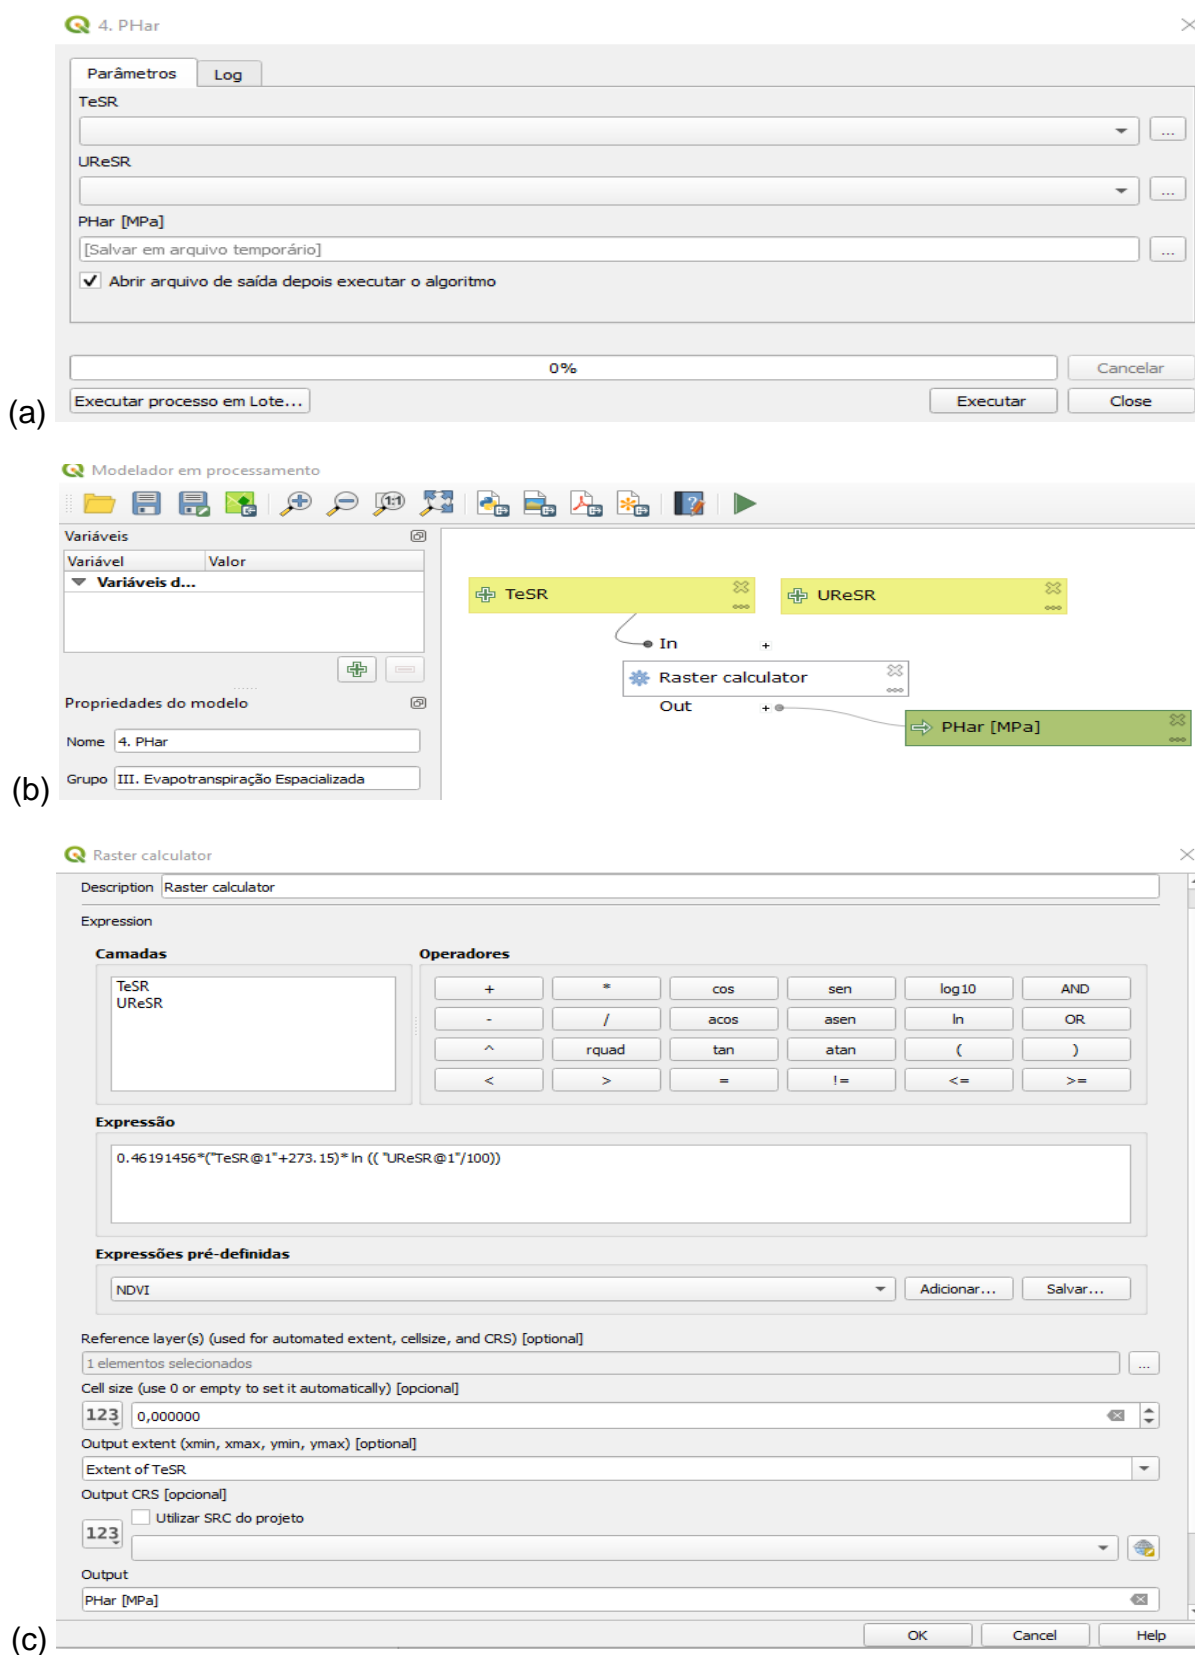 4. PHar
Parâmetros Log
TeSR
...
UReSR
...
PHar [MPa]
[Salvar em arquivo temporário] ...
Abrir arquivo de saída depois executar o algoritmo
0% Cancelar
(a) Executar processo em Lote... Executar Close
Modelador em processamento
1:1
Variáveis
Variável Valor
Variáveis d...
TeSR
UReSR
In
Raster calculator
Out
PHar [MPa]
Propriedades do modelo
Nome 4. PHar
(b) Grupo III. Evapotranspiração Espacializada
Raster calculator
Description Raster calculator
Expression
Camadas Operadores
TeSR
UReSR
+ * cos sen log10 AND
- / acos asen ln OR
^ rquad tan atan ( )
< > = != <= >=
Expressão
0.46191456*("TeSR@1"+273.15)* ln (( "UReSR@1"/100))
Expressões pré-definidas
NDVI Adicionar... Salvar...
Reference layer(s) (used for automated extent, cellsize, and CRS) [optional]
1 elementos selecionados ...
Cell size (use 0 or empty to set it automatically) [opcional]
123 0,000000
Output extent (xmin, xmax, ymin, ymax) [optional]
Extent of TeSR
Output CRS [opcional]
Utilizar SRC do projeto
123
Output
PHar [MPa]
(c) OK Cancel Help